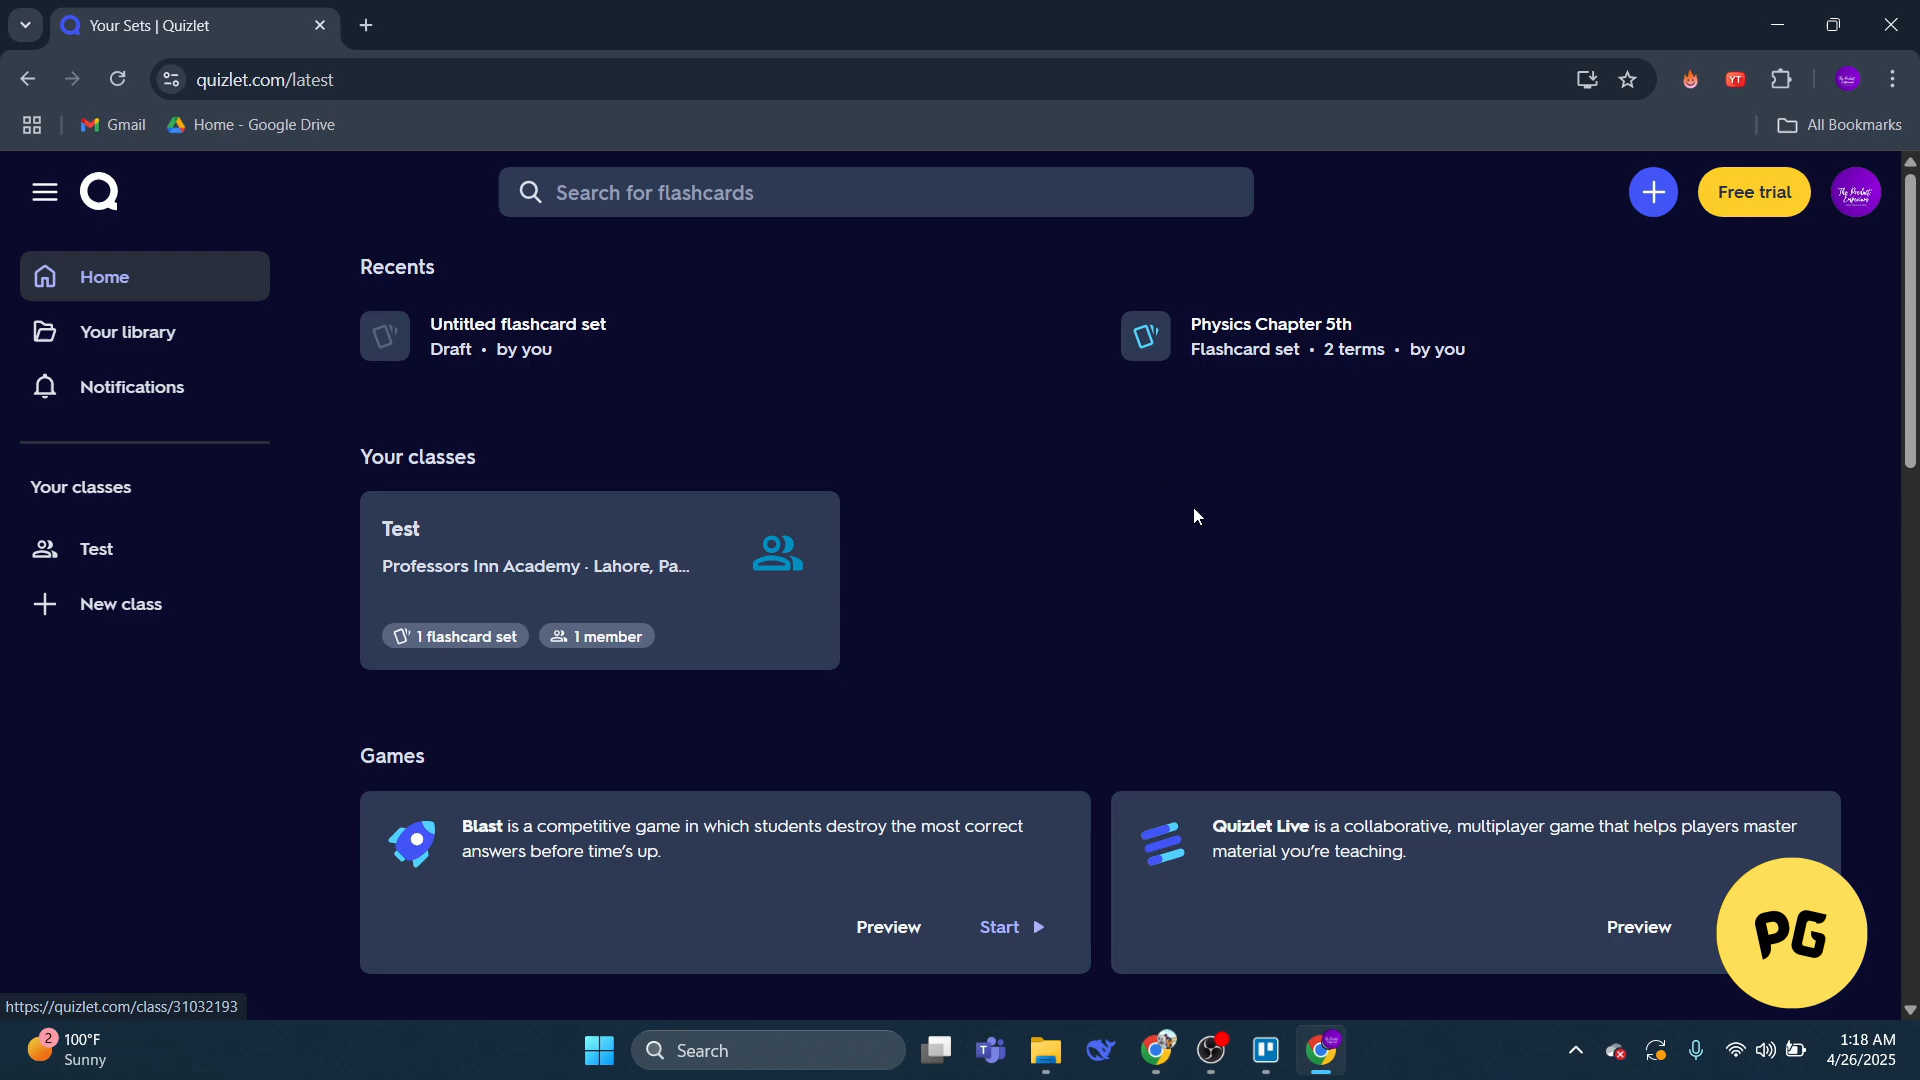 Your Sets | Quizlet
quizlet.com/latest
YT
Gmail
Home - Google Drive
All Bookmarks
Search for flashcards
Free trial
Home
Your library
Notifications
Your classes
Test
New class
Recents
Untitled flashcard set
Draft • by you
Physics Chapter 5th
Flashcard set • 2 terms • by you
Your classes
Test
Professors Inn Academy · Lahore, Pa...
1 flashcard set
1 member
Games
Blast is a competitive game in which students destroy the most correct
answers before time's up.
Preview
Start
Quizlet Live is a collaborative, multiplayer game that helps players master
material you're teaching.
Preview
PG
https://quizlet.com/class/31032193
2
100°F
Sunny
Search
1:18 AM
4/26/2025